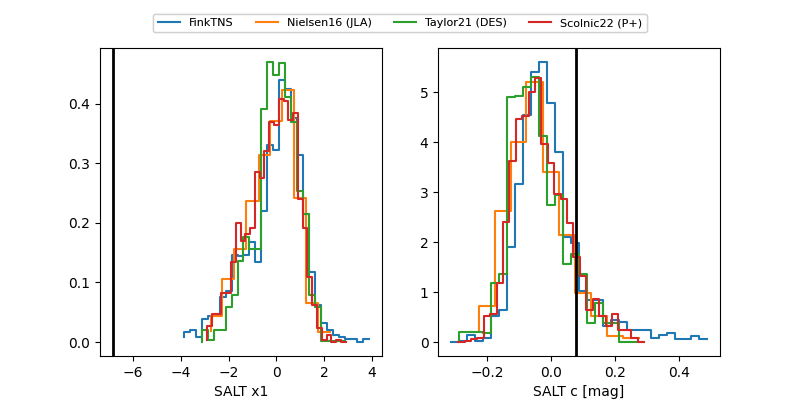 FinkTNS Nielsen16 (JLA) Taylor21 (DES) Scolnic22 (P+)
0.4
0.3
0.2
0.1
0.0
−6 −4 −2 0 2 4
SALT x1
5
4
3
2
1
0
−0.2 0.0 0.2 0.4
SALT c [mag]